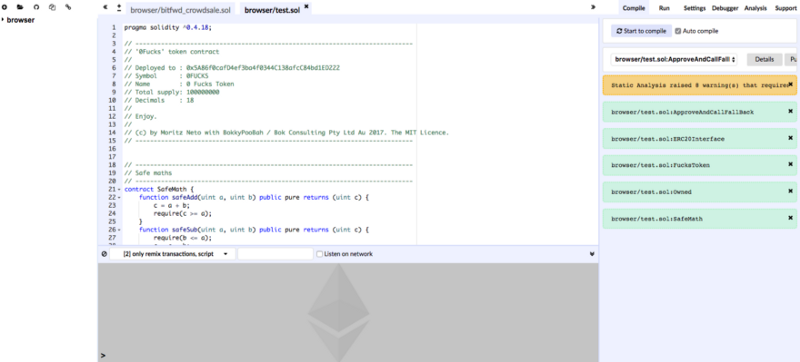 browser/bitfwd_crowdsale.sol browser/test.sol
Compile Run Settings Debugger Analysis Support
browser
1 pragma solidity ^0.4.18;
2
3 // ----------------------------------------------------------------------------
4 // '0Fucks' token contract
5 //
6 // Deployed to : 0x5A86f0cafD4ef3ba4f0344C138afcC84bd1ED222
7 // Symbol : 0FUCKS
8 // Name : 0 Fucks Token
9 // Total supply: 100000000
10 // Decimals : 18
11 //
12 // Enjoy.
13 //
14 // (c) by Moritz Neto with BokkyPooBah / Bok Consulting Pty Ltd Au 2017. The MIT Licence.
15 // ----------------------------------------------------------------------------
16
17
18 // ----------------------------------------------------------------------------
19 // Safe maths
20 // ----------------------------------------------------------------------------
21 contract SafeMath {
22 function safeAdd(uint a, uint b) public pure returns (uint c) {
23 c = a + b;
24 require(c >= a);
25 }
26 function safeSub(uint a, uint b) public pure returns (uint c) {
27 require(b <= a);
[2] only remix transactions, script
Listen on network
>
Start to compile Auto compile
browser/test.sol:ApproveAndCallFall Details Pu
Static Analysis raised 8 warning(s) that requires
browser/test.sol:ApproveAndCallFallBack
browser/test.sol:ERC20Interface
browser/test.sol:FucksToken
browser/test.sol:Owned
browser/test.sol:SafeMath